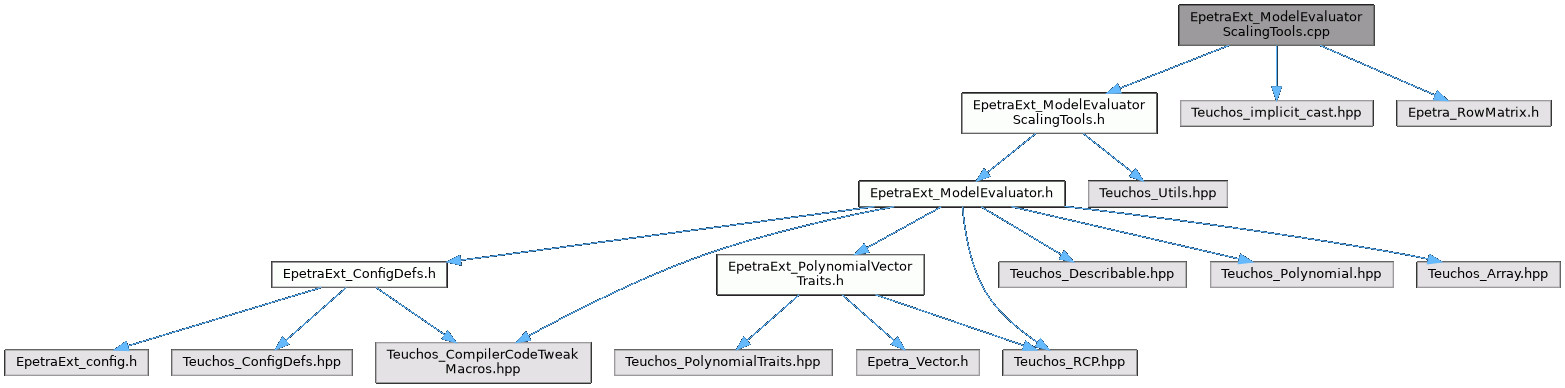 EpetraExt_ModelEvaluator
ScalingTools.cpp
EpetraExt_ModelEvaluator
ScalingTools.h
Teuchos_implicit_cast.hpp
Epetra_RowMatrix.h
EpetraExt_ModelEvaluator.h
Teuchos_Utils.hpp
EpetraExt_ConfigDefs.h
EpetraExt_PolynomialVector
Traits.h
Teuchos_Describable.hpp
Teuchos_Polynomial.hpp
Teuchos_Array.hpp
EpetraExt_config.h
Teuchos_ConfigDefs.hpp
Teuchos_CompilerCodeTweak
Macros.hpp
Teuchos_PolynomialTraits.hpp
Epetra_Vector.h
Teuchos_RCP.hpp